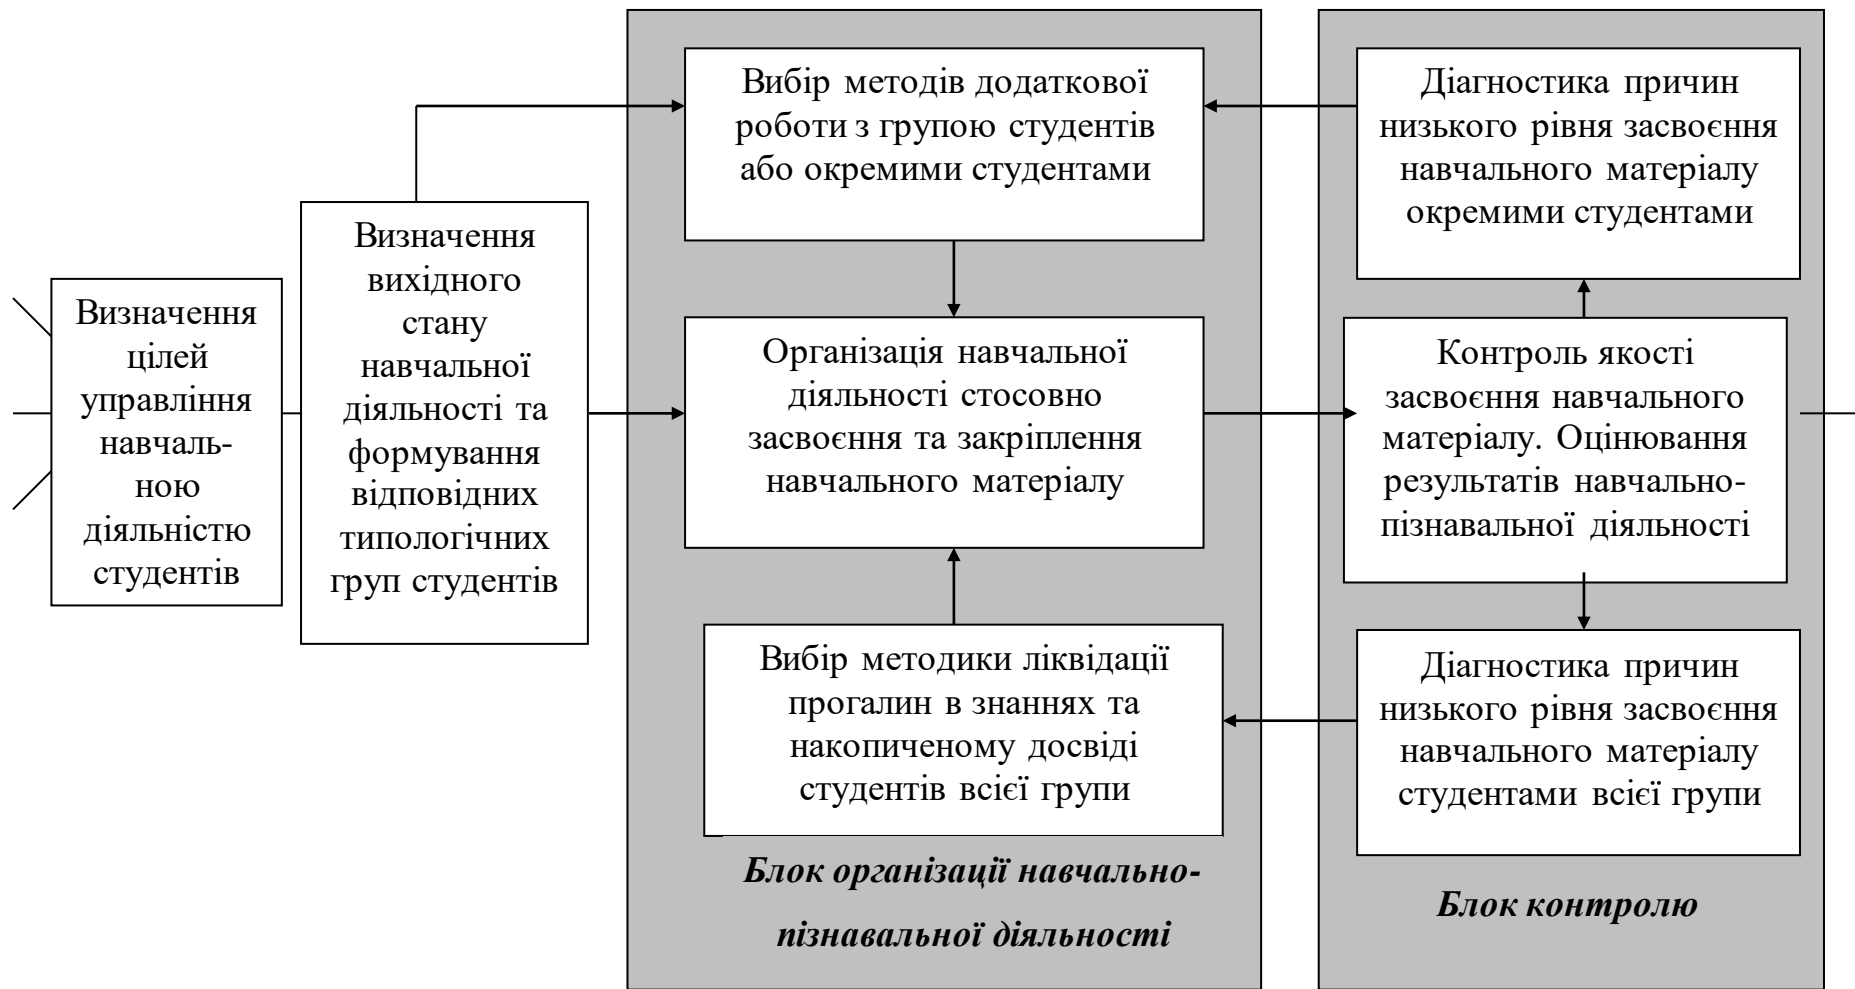 Визначення
цілей
управління
навчаль-
ною
діяльністю
студентів
Визначення
вихідного
стану
навчальної
діяльності та
формування
відповідних
типологічних
груп студентів
Вибір методів додаткової
роботи з групою студентів
або окремими студентами
Організація навчальної
діяльності стосовно
засвоєння та закріплення
навчального матеріалу
Вибір методики ліквідації
прогалин в знаннях та
накопиченому досвіді
студентів всієї групи
Блок організації навчально-
пізнавальної діяльності
Діагностика причин
низького рівня засвоєння
навчального матеріалу
окремими студентами
Контроль якості
засвоєння навчального
матеріалу. Оцінювання
результатів навчально-
пізнавальної діяльності
Діагностика причин
низького рівня засвоєння
навчального матеріалу
студентами всієї групи
Блок контролю